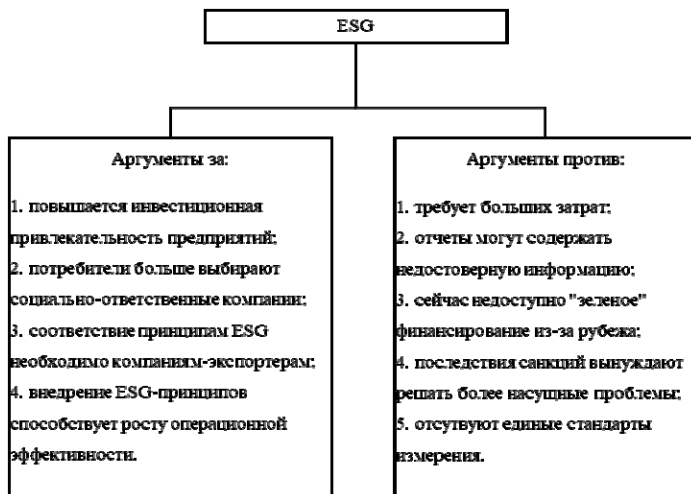 ESG
Аргументы за:
1. повышается инвестиционная
привлекательность предприятий;
2. потребители больше выбирают
социально-ответственные компании;
3. соответствие принципам ESG
необходимо компаниям-экспортерам;
4. внедрение ESG-принципов
способствует росту операционной
эффективности.
Аргументы против:
1. требует больших затрат;
2. отчеты могут содержать
недостоверную информацию;
3. сейчас недоступно "зеленое"
финансирование из-за рубежа;
4. последствия санкций вынуждают
решать более насущные проблемы;
5. отсутвуют единые стандарты
измерения.